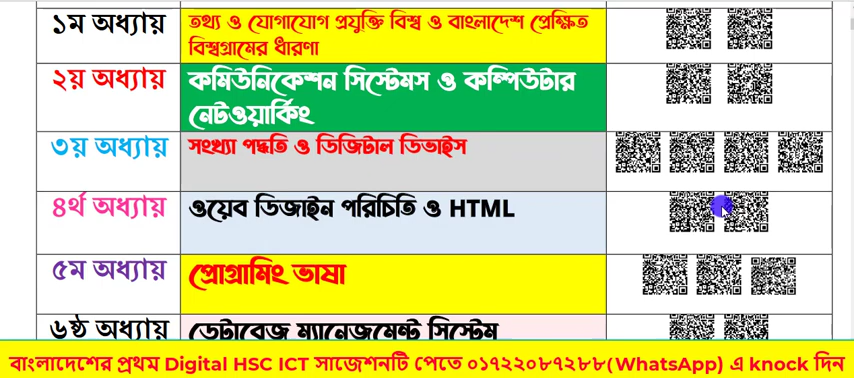 ১ম অধ্যায়
তথ্য ও যোগাযোগ প্রযুক্তি বিশ্ব ও বাংলাদেশ প্রেক্ষিত
বিশ্বগ্রামের ধারণা
২য় অধ্যায়
কমিউনিকেশন সিস্টেমস ও কম্পিউটার
নেটওয়ার্কিং
৩য় অধ্যায়
সংখ্যা পদ্ধতি ও ডিজিটাল ডিভাইস
৪র্থ অধ্যায়
ওয়েব ডিজাইন পরিচিতি ও HTML
৫ম অধ্যায়
প্রোগ্রামিং ভাষা
৬ষ্ঠ অধ্যায়
ডেটাবেজ ম্যানেজমেন্ট সিস্টেম
বাংলাদেশের প্রথম Digital HSC ICT সাজেশনটি পেতে ০১৭২২০৮৭২৮৮(WhatsApp) এ knock দিন